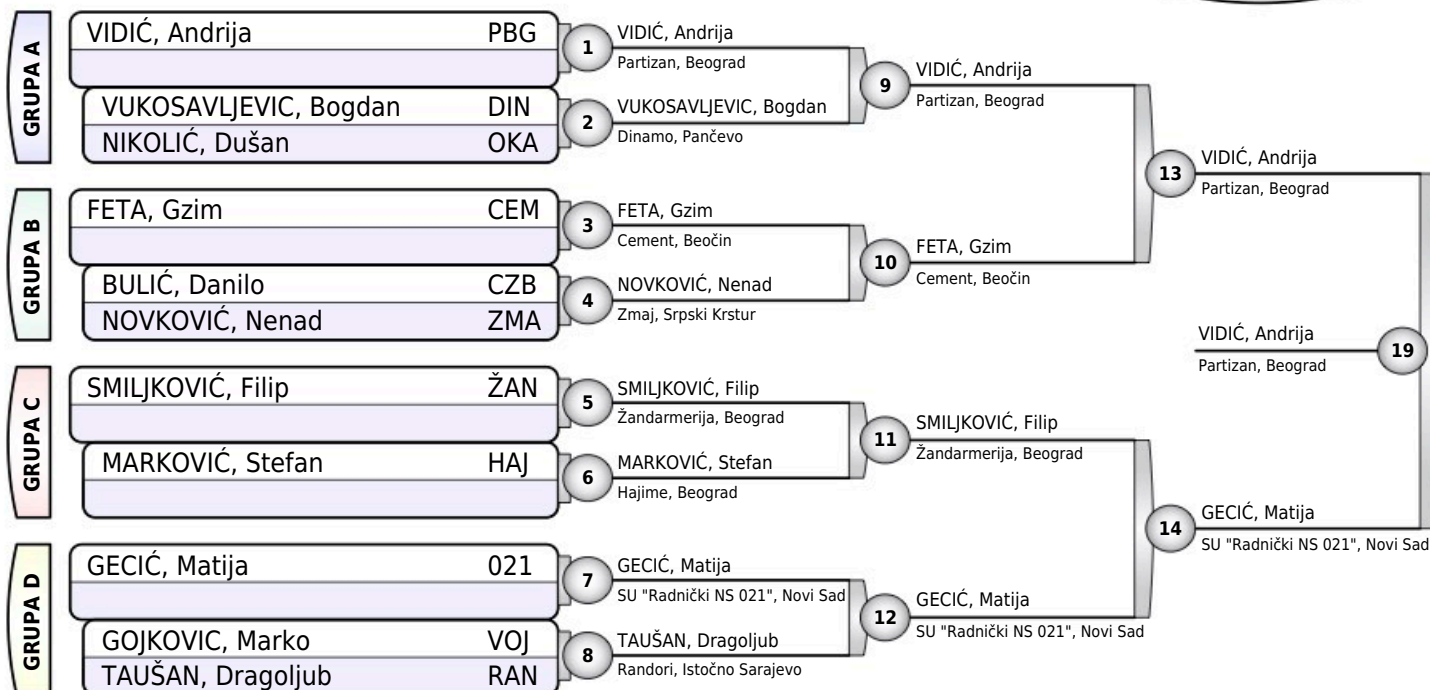 GRUPA A
VIDIĆ, Andrija PBG
VUKOSAVLJEVIC, Bogdan DIN
NIKOLIĆ, Dušan OKA
GRUPA B
FETA, Gzim CEM
BULIĆ, Danilo CZB
NOVKOVIĆ, Nenad ZMA
GRUPA C
SMILJKOVIĆ, Filip ŽAN
MARKOVIĆ, Stefan HAJ
GRUPA D
GECIĆ, Matija 021
GOJKOVIC, Marko VOJ
TAUŠAN, Dragoljub RAN
1
VIDIĆ, Andrija
Partizan, Beograd
2
VUKOSAVLJEVIC, Bogdan
Dinamo, Pančevo
3
FETA, Gzim
Cement, Beočin
4
NOVKOVIĆ, Nenad
Zmaj, Srpski Krstur
5
SMILJKOVIĆ, Filip
Žandarmerija, Beograd
6
MARKOVIĆ, Stefan
Hajime, Beograd
7
GECIĆ, Matija
SU "Radnički NS 021", Novi Sad
8
TAUŠAN, Dragoljub
Randori, Istočno Sarajevo
9
VIDIĆ, Andrija
Partizan, Beograd
10
FETA, Gzim
Cement, Beočin
11
SMILJKOVIĆ, Filip
Žandarmerija, Beograd
12
GECIĆ, Matija
SU "Radnički NS 021", Novi Sad
13
VIDIĆ, Andrija
Partizan, Beograd
14
GECIĆ, Matija
SU "Radnički NS 021", Novi Sad
VIDIĆ, Andrija
Partizan, Beograd
19